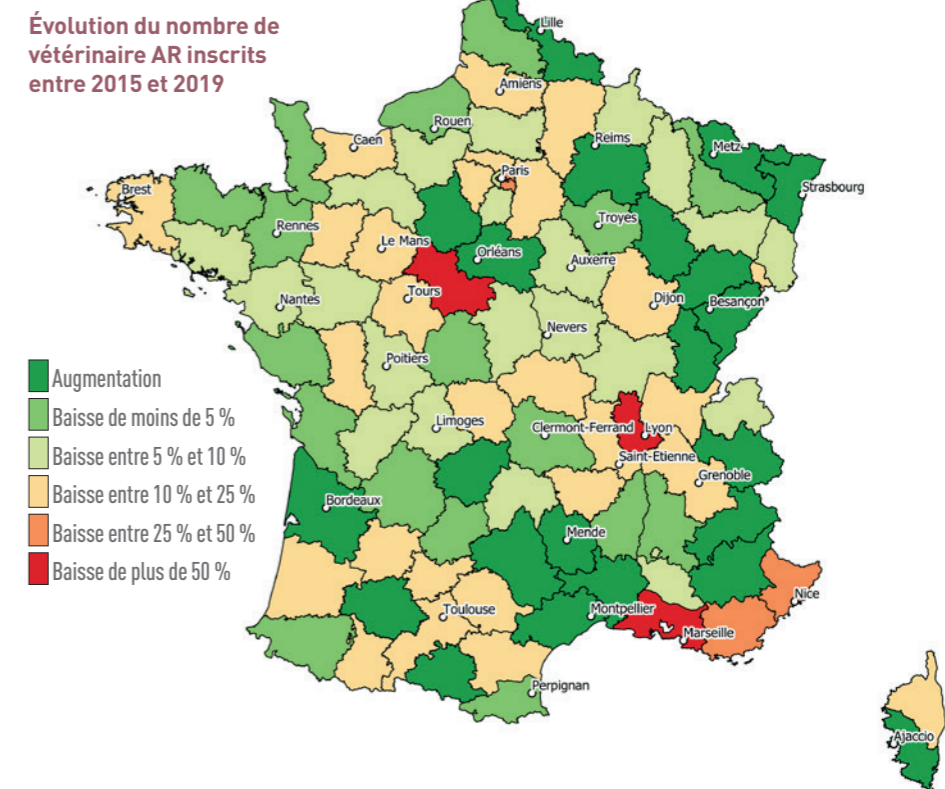 Évolution du nombre de
vétérinaire AR inscrits
entre 2015 et 2019
Lille
Amiens
Rouen
Caen
Reims
Metz
Paris
Strasbourg
Brest
Rennes
Troyes
Le Mans
Orléans
Auxerre
Nantes
Tours
Dijon
Besançon
Nevers
Poitiers
Augmentation
Baisse de moins de 5 %
Limoges
Clermont-Ferrand
Lyon
Baisse entre 5 % et 10 %
Saint-Etienne
Grenoble
Baisse entre 10 % et 25 %
Bordeaux
Baisse entre 25 % et 50 %
Mende
Baisse de plus de 50 %
Nice
Toulouse
Montpellier
Marseille
Perpignan
Ajaccio